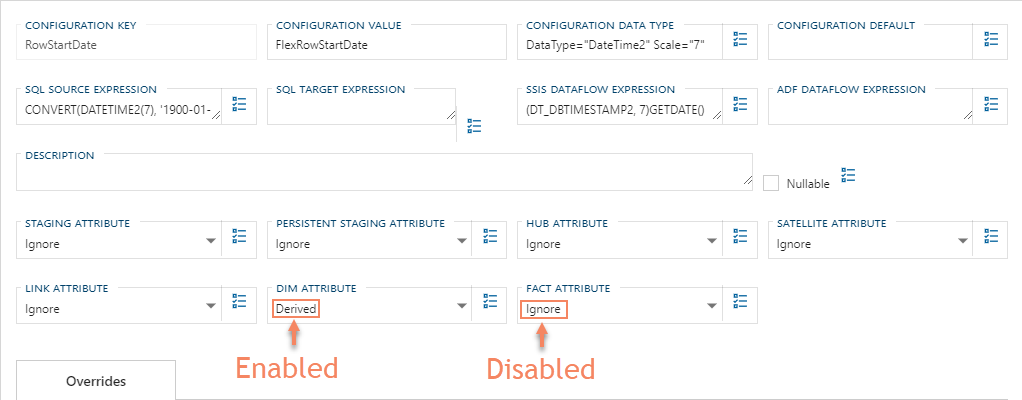 CONFIGURATION KEY
RowStartDate
CONFIGURATION VALUE
FlexRowStartDate
CONFIGURATION DATA TYPE
DataType="DateTime2" Scale="7"
CONFIGURATION DEFAULT
SQL SOURCE EXPRESSION
CONVERT(DATETIME2(7), '1900-01-
SQL TARGET EXPRESSION
SSIS DATAFLOW EXPRESSION
(DT_DBTIMESTAMP2, 7)GETDATE()
ADF DATAFLOW EXPRESSION
DESCRIPTION
Nullable
STAGING ATTRIBUTE
Ignore
PERSISTENT STAGING ATTRIBUTE
Ignore
HUB ATTRIBUTE
Ignore
SATELLITE ATTRIBUTE
Ignore
LINK ATTRIBUTE
Ignore
DIM ATTRIBUTE
Derived
FACT ATTRIBUTE
Ignore
Enabled
Disabled
Overrides